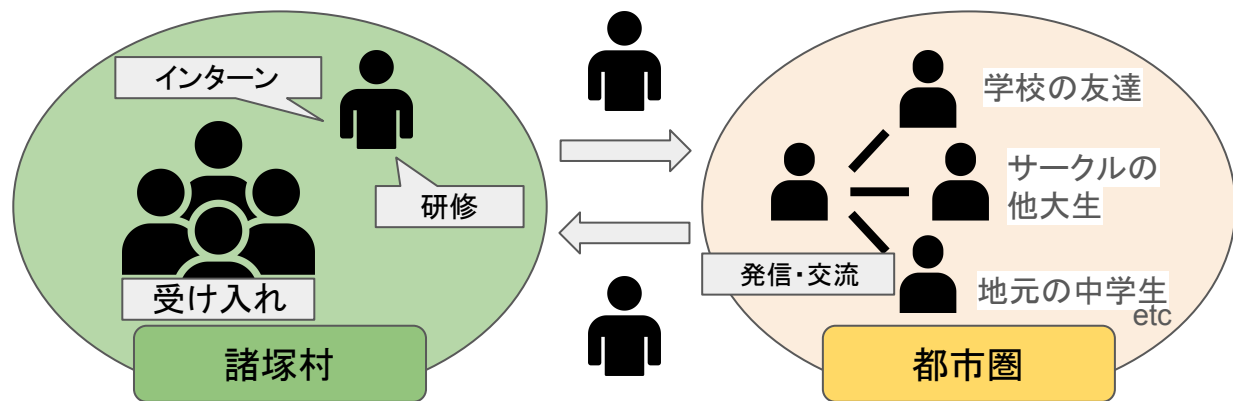 インターン
研修
受け入れ
諸塚村
学校の友達
サークルの
他大生
発信・交流
地元の中学生
etc
都市圏